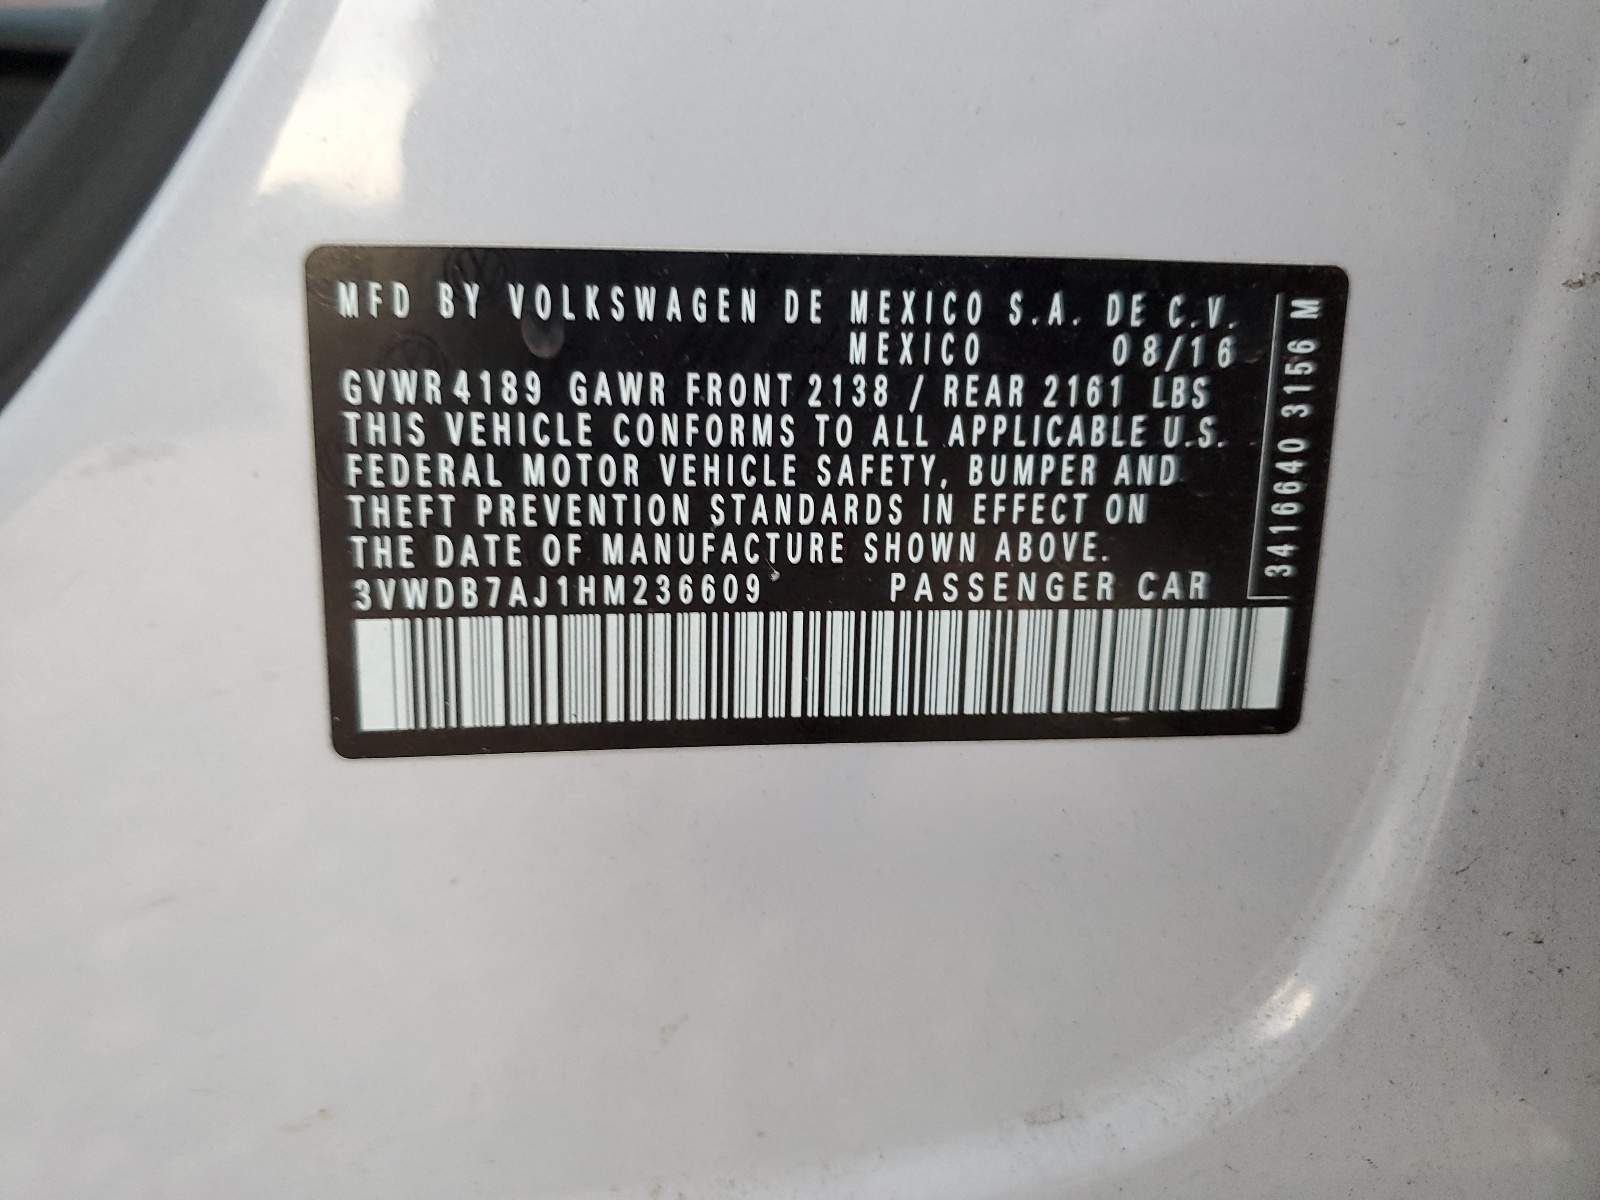 MFD BY VOLKSWAGEN DE MEXICO S.A. DE C.V.
MEXICO 08/16
GVWR 4189 GAWR FRONT 2138 / REAR 2161 LBS
THIS VEHICLE CONFORMS TO ALL APPLICABLE U.S.
FEDERAL MOTOR VEHICLE SAFETY, BUMPER AND
THEFT PREVENTION STANDARDS IN EFFECT ON
THE DATE OF MANUFACTURE SHOWN ABOVE.
3VWDB7AJ1HM236609 PASSENGER CAR
3416640 3156 M